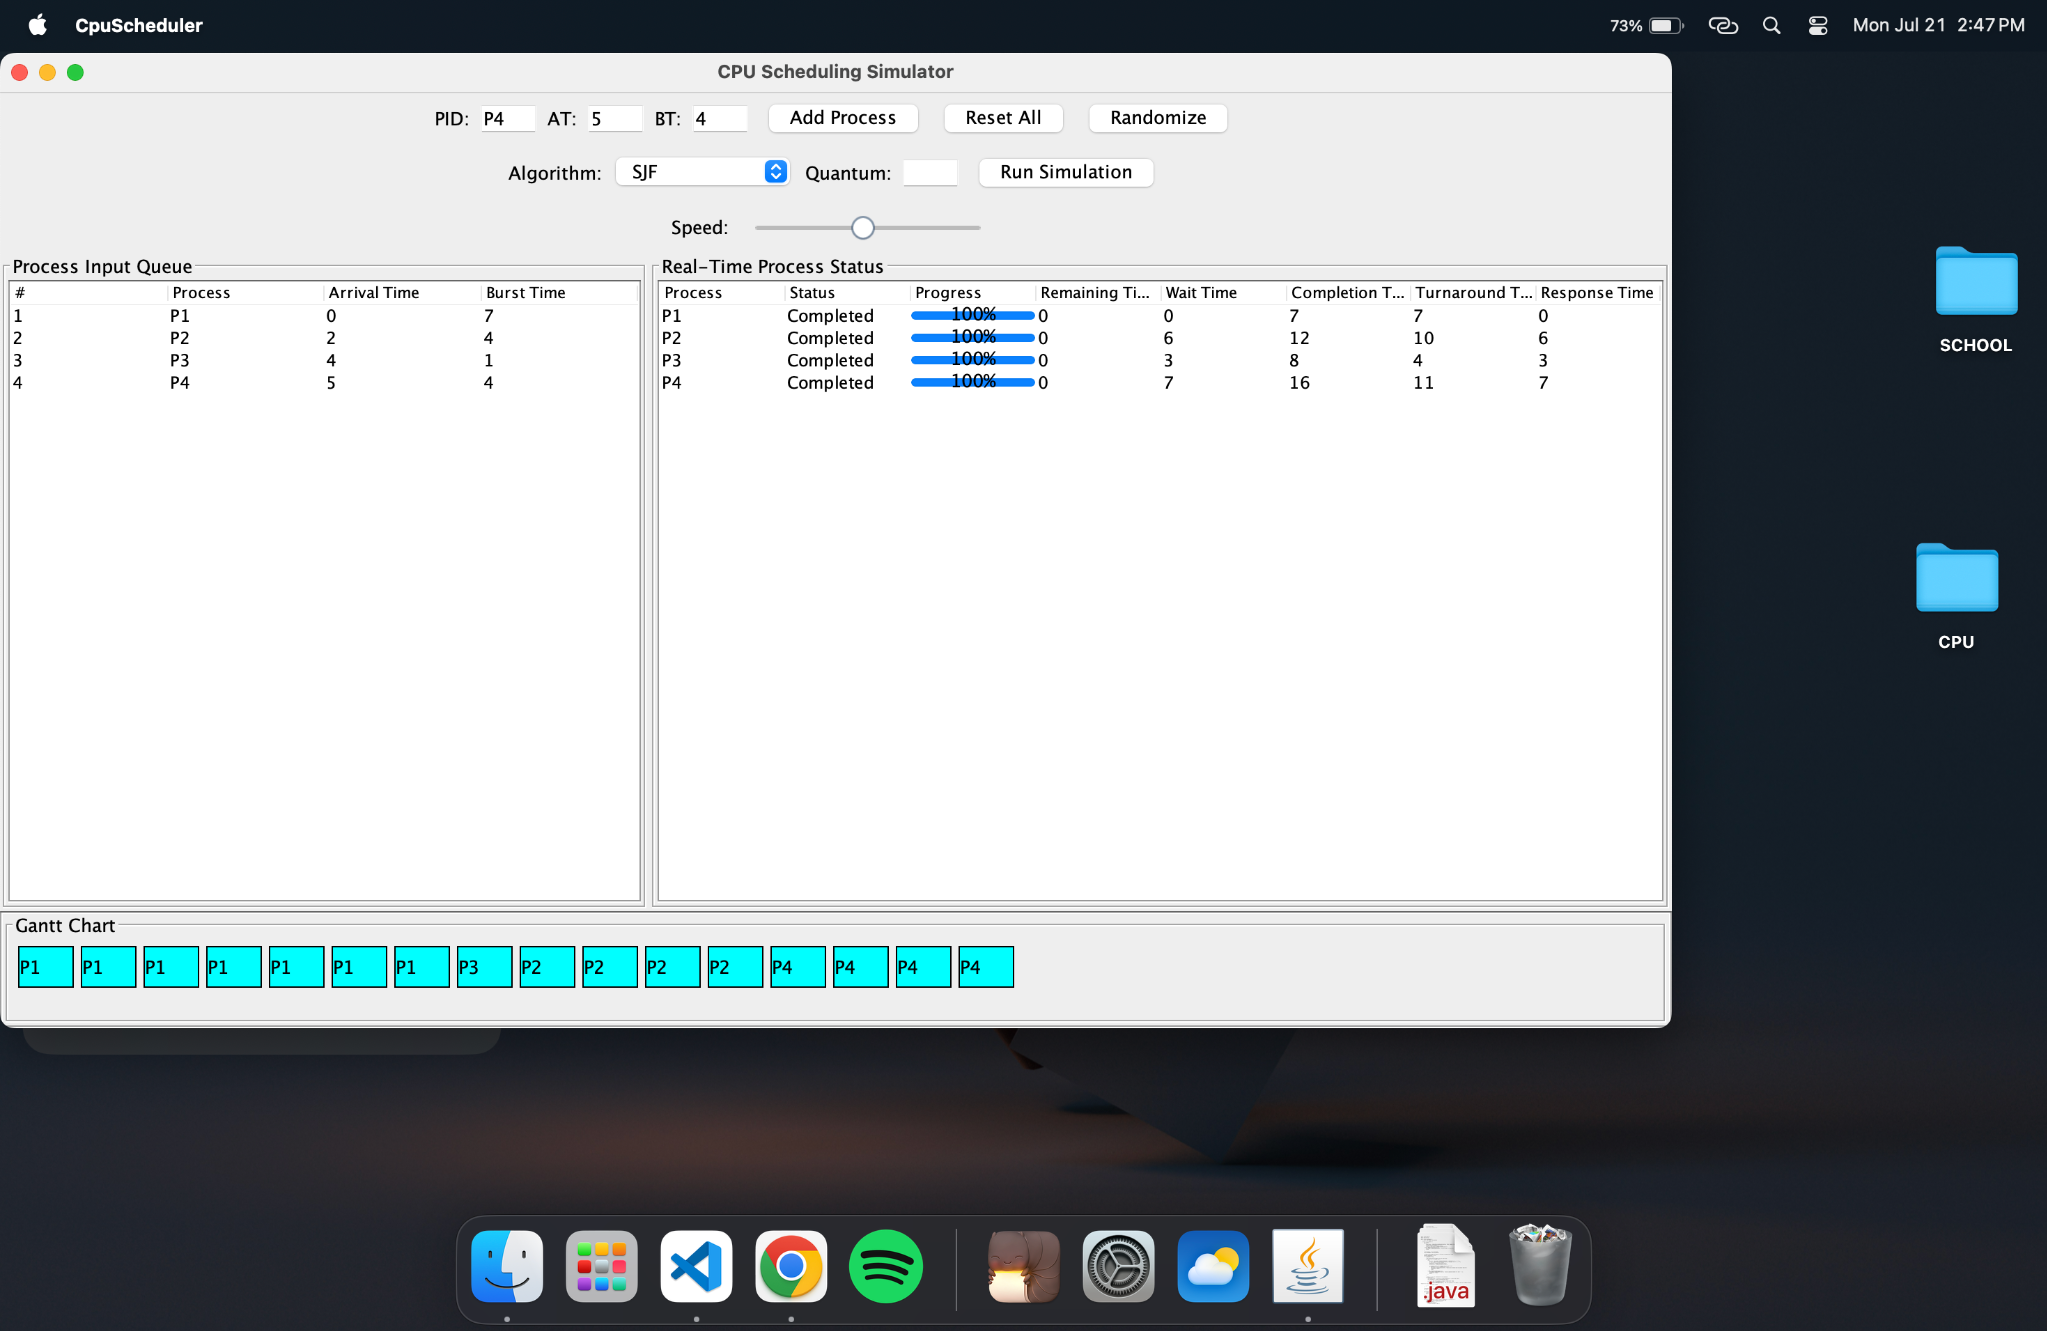 CpuScheduler 73% Mon Jul 21 2:47 PM
CPU Scheduling Simulator
PID: P4 AT: 5 BT: 4 Add Process Reset All Randomize
Algorithm: SJF Quantum: Run Simulation
Speed:
Process Input Queue
# Process Arrival Time Burst Time
1 P1 0 7
2 P2 2 4
3 P3 4 1
4 P4 5 4
Real-Time Process Status
Process Status Progress Remaining Ti... Wait Time Completion T... Turnaround T... Response Time
P1 Completed 100% 0 0 7 7 0
P2 Completed 100% 0 6 12 10 6
P3 Completed 100% 0 3 8 4 3
P4 Completed 100% 0 7 16 11 7
Gantt Chart
P1 P1 P1 P1 P1 P1 P1 P3 P2 P2 P2 P2 P4 P4 P4 P4
SCHOOL
CPU
.java